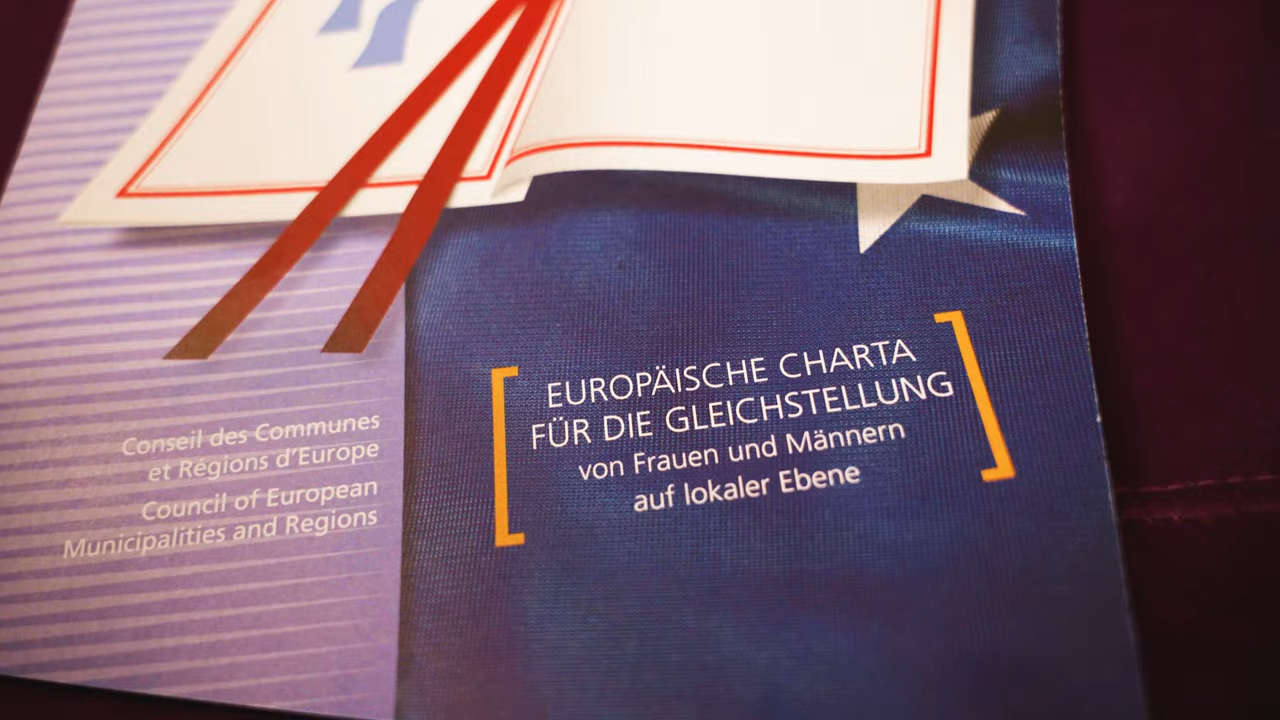 Conseil des Communes
et Régions d'Europe
Council of European
Municipalities and Regions
EUROPÄISCHE CHARTA
FÜR DIE GLEICHSTELLUNG
von Frauen und Männern
auf lokaler Ebene